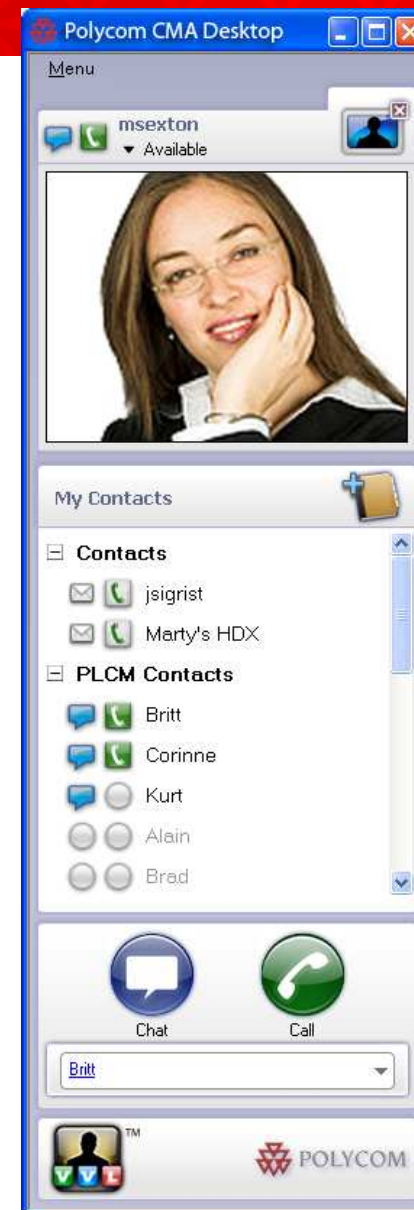 Polycom CMA Desktop
Menu
msexton
Available
My Contacts
Contacts
jsigrist
Marty's HDX
PLCM Contacts
Britt
Corinne
Kurt
Alain
Brad
Chat
Call
Britt
VVL
TM
POLYCOM